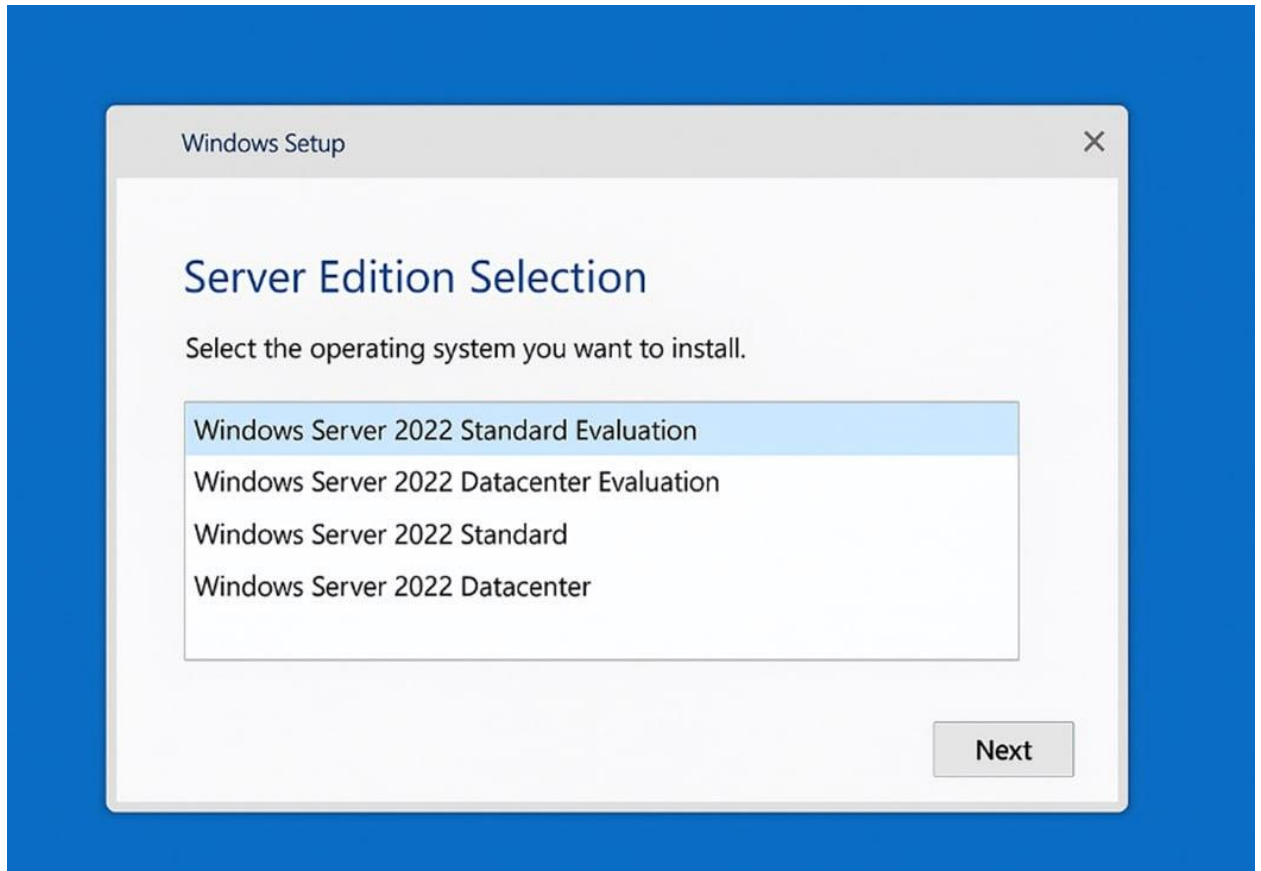 Windows Setup
Server Edition Selection
Select the operating system you want to install.
Windows Server 2022 Standard Evaluation
Windows Server 2022 Datacenter Evaluation
Windows Server 2022 Standard
Windows Server 2022 Datacenter
Next